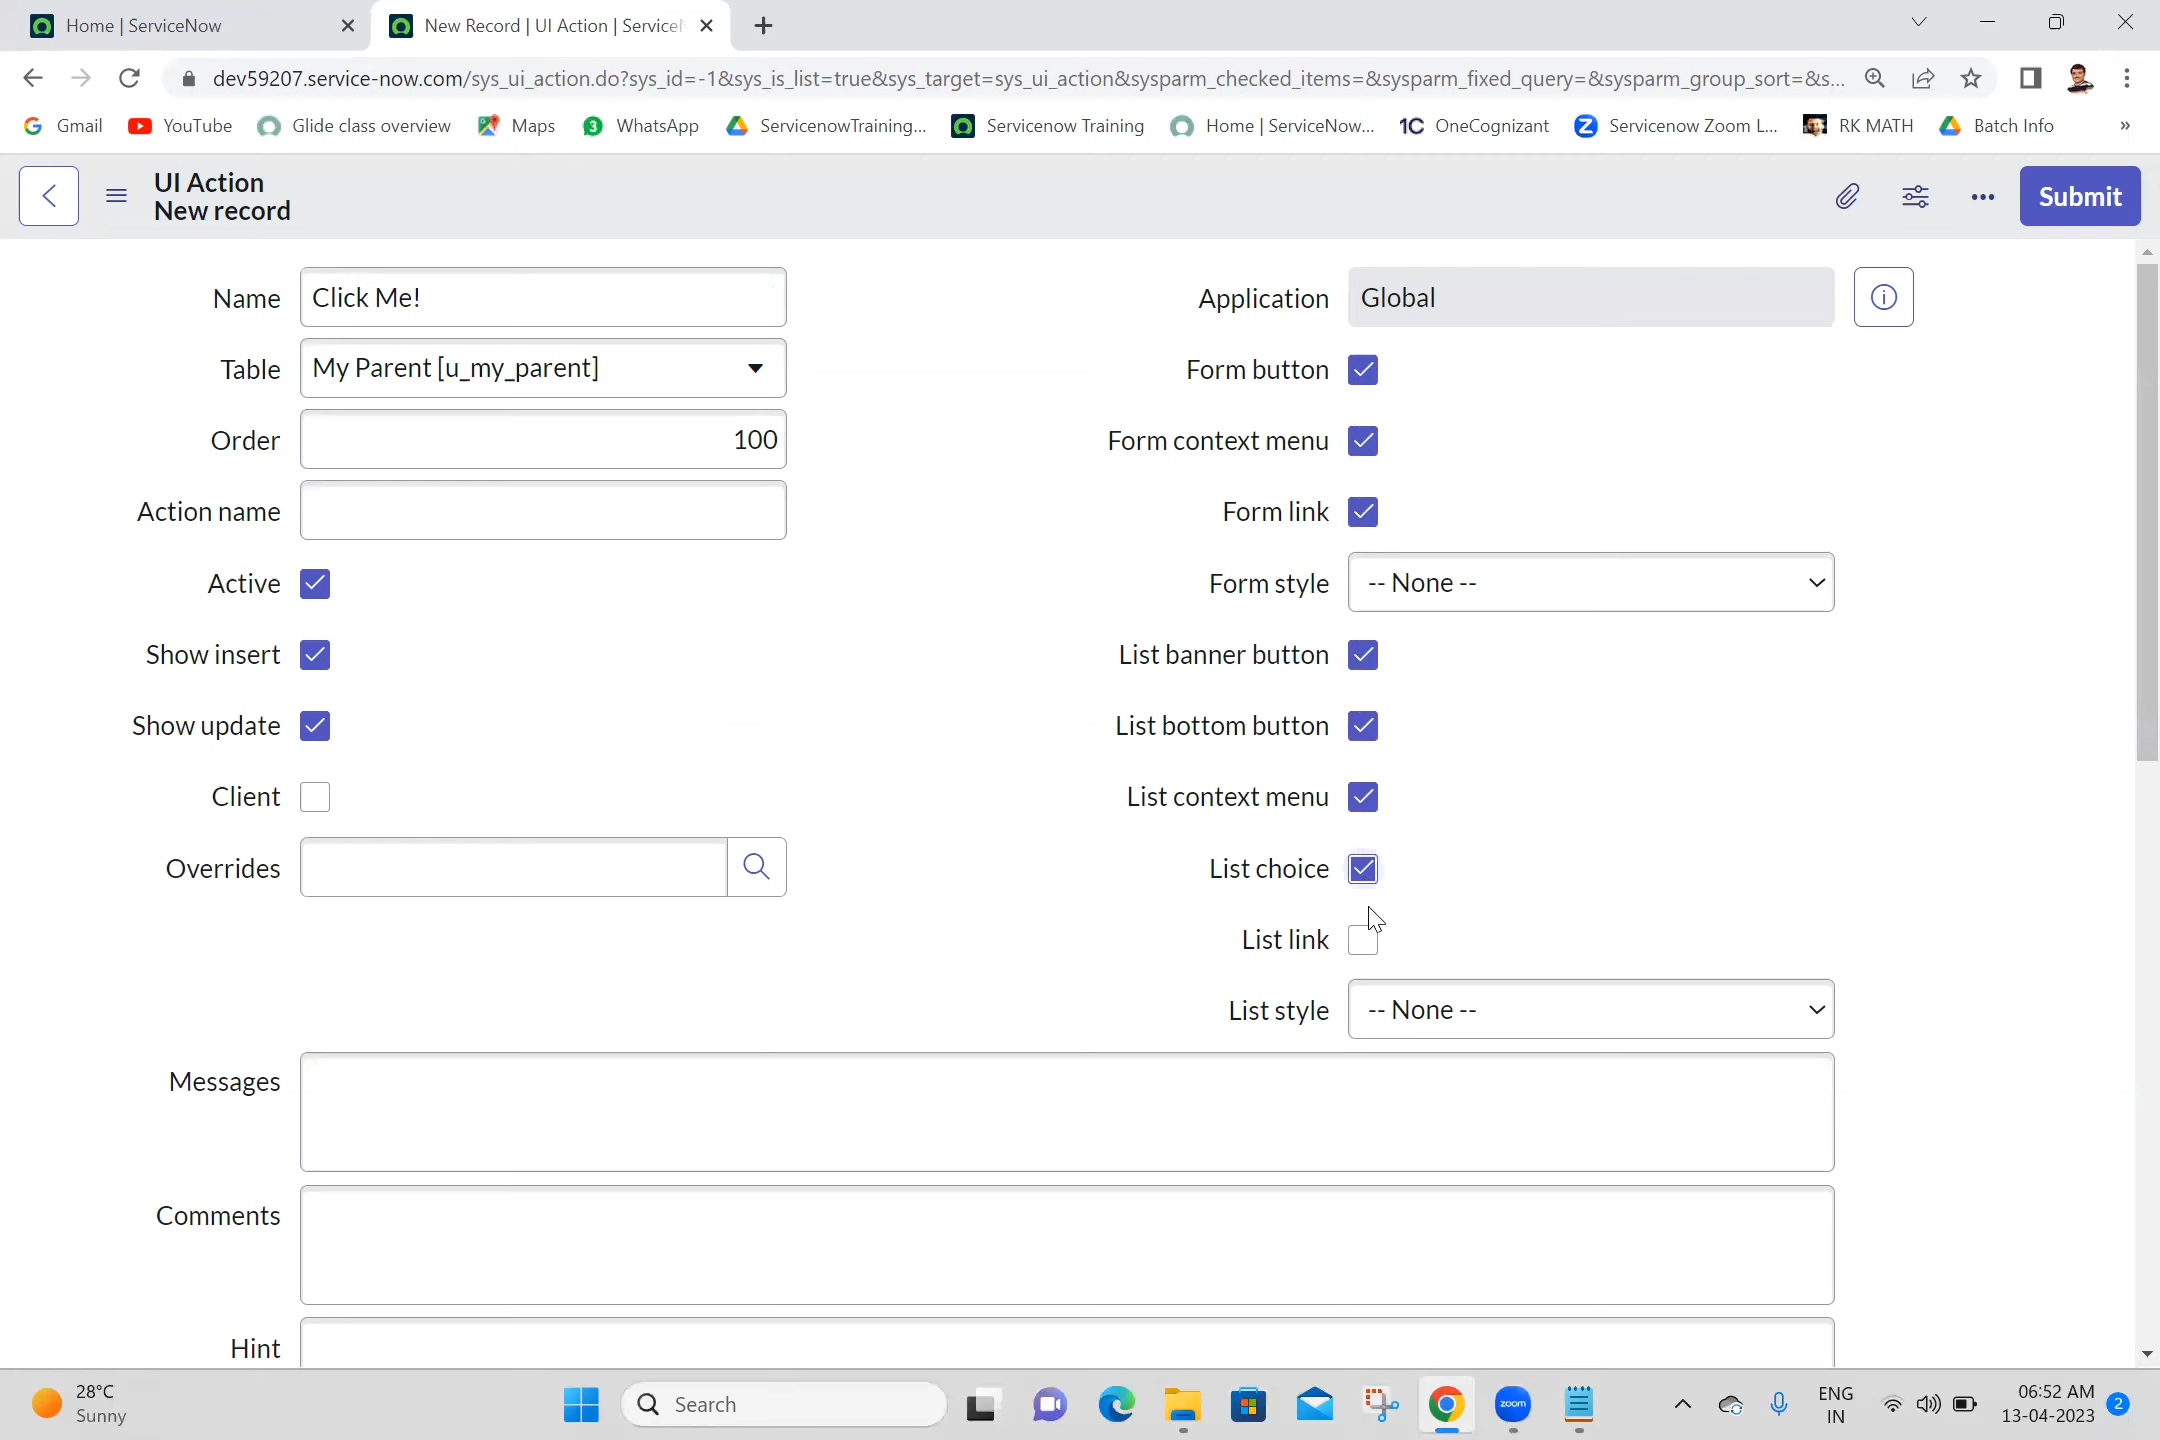 Home | ServiceNow
New Record | UI Action | Service
dev59207.service-now.com/sys_ui_action.do?sys_id=-1&sys_is_list=true&sys_target=sys_ui_action&sysparm_checked_items=&sysparm_fixed_query=&sysparm_group_sort=&s...
Gmail YouTube Glide class overview Maps 3 WhatsApp ServicenowTraining... Servicenow Training Home | ServiceNow... 1C OneCognizant Z Servicenow Zoom L... RK MATH Batch Info »
UI Action
New record
Submit
Name Click Me!
Application Global
Table My Parent [u_my_parent]
Form button
Order 100
Form context menu
Action name
Form link
Active
Form style -- None --
Show insert
List banner button
Show update
List bottom button
Client
List context menu
Overrides
List choice
List link
List style -- None --
Messages
Comments
Hint
28°C
Sunny
Search
zoom
ENG
IN
06:52 AM
13-04-2023
2